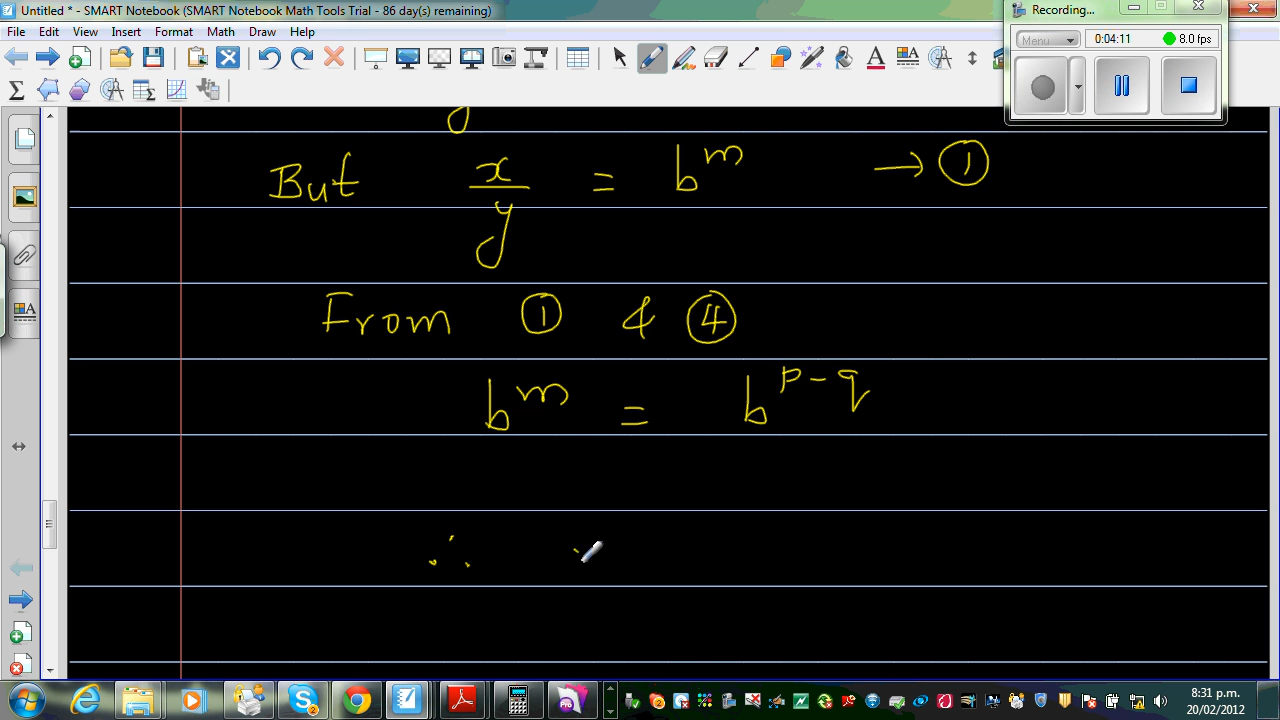 Untitled * - SMART Notebook (SMART Notebook Math Tools Trial - 86 day(s) remaining)
Recording...
File Edit View Insert Format Math Draw Help
Menu 0:04:11 8.0 fps
y
But x/y = b^m → ①
From ① & ④
b^m = b^(p-q)
∴
8:31 p.m.
20/02/2012